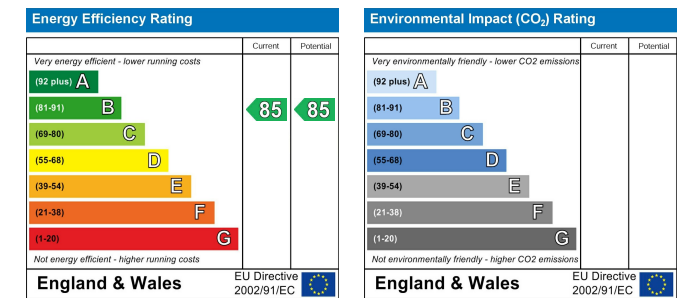 Energy Efficiency Rating
Current Potential
Very energy efficient - lower running costs
(92 plus) A
(81-91) B
85 85
(69-80) C
(55-68) D
(39-54) E
(21-38) F
(1-20) G
Not energy efficient - higher running costs
England & Wales
EU Directive
2002/91/EC
Environmental Impact (CO2) Rating
Current Potential
Very environmentally friendly - lower CO2 emissions
(92 plus) A
(81-91) B
(69-80) C
(55-68) D
(39-54) E
(21-38) F
(1-20) G
Not environmentally friendly - higher CO2 emissions
England & Wales
EU Directive
2002/91/EC